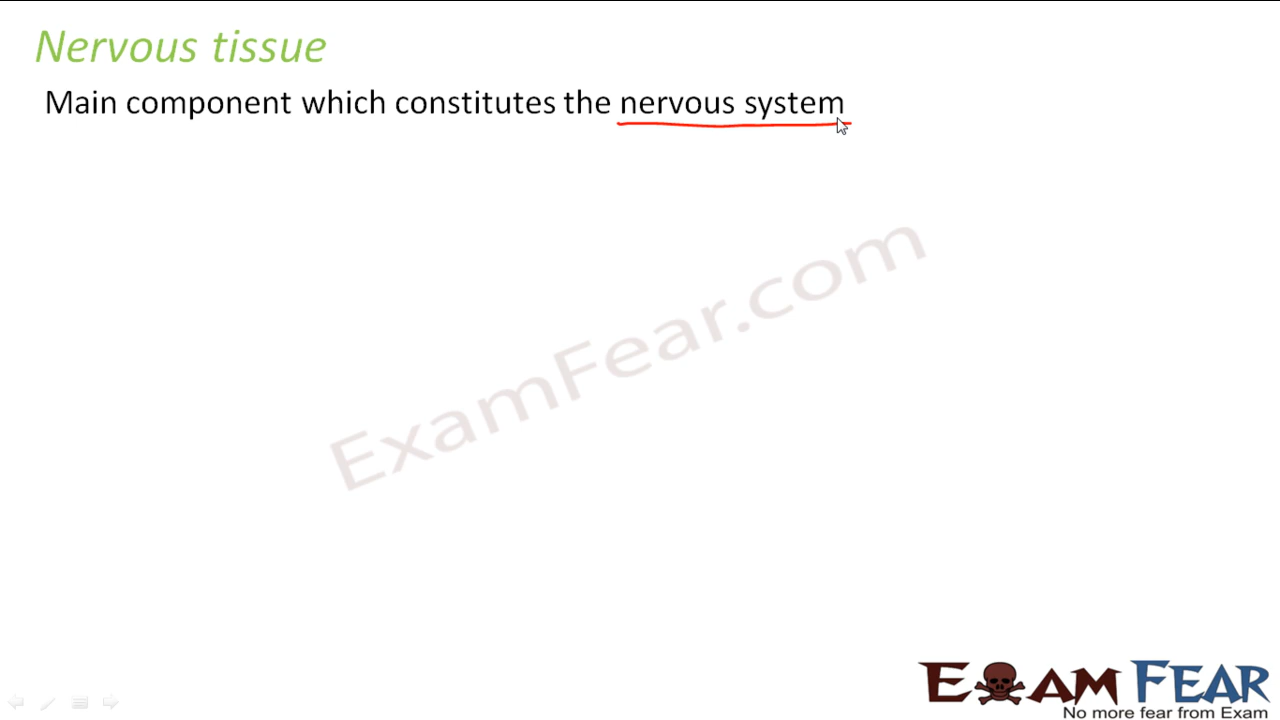 Nervous tissue
Main component which constitutes the nervous system
ExamFear.com
EXAM FEAR
No more fear from Exam